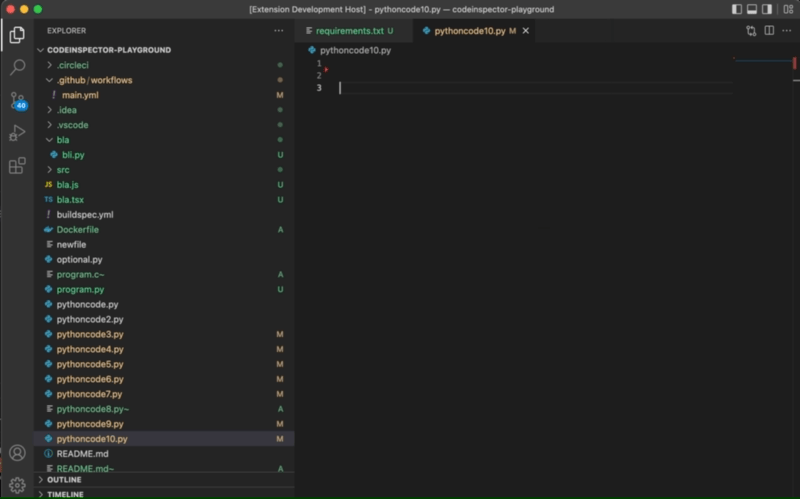 [Extension Development Host] - pythoncode10.py — codeinspector-playground
EXPLORER
requirements.txt U
pythoncode10.py M
CODEINSPECTOR-PLAYGROUND
pythoncode10.py
.circleci
1
.github/workflows
2
main.yml M
3
.idea
40
.vscode
bla
bli.py U
src
JS bla.js U
TS bla.tsx U
! buildspec.yml
Dockerfile A
newfile
optional.py
program.c~ A
program.py U
pythoncode.py
pythoncode2.py
pythoncode3.py M
pythoncode4.py M
pythoncode5.py M
pythoncode6.py M
pythoncode7.py M
pythoncode8.py~ A
pythoncode9.py M
pythoncode10.py M
README.md
README.md~ A
OUTLINE
TIMELINE